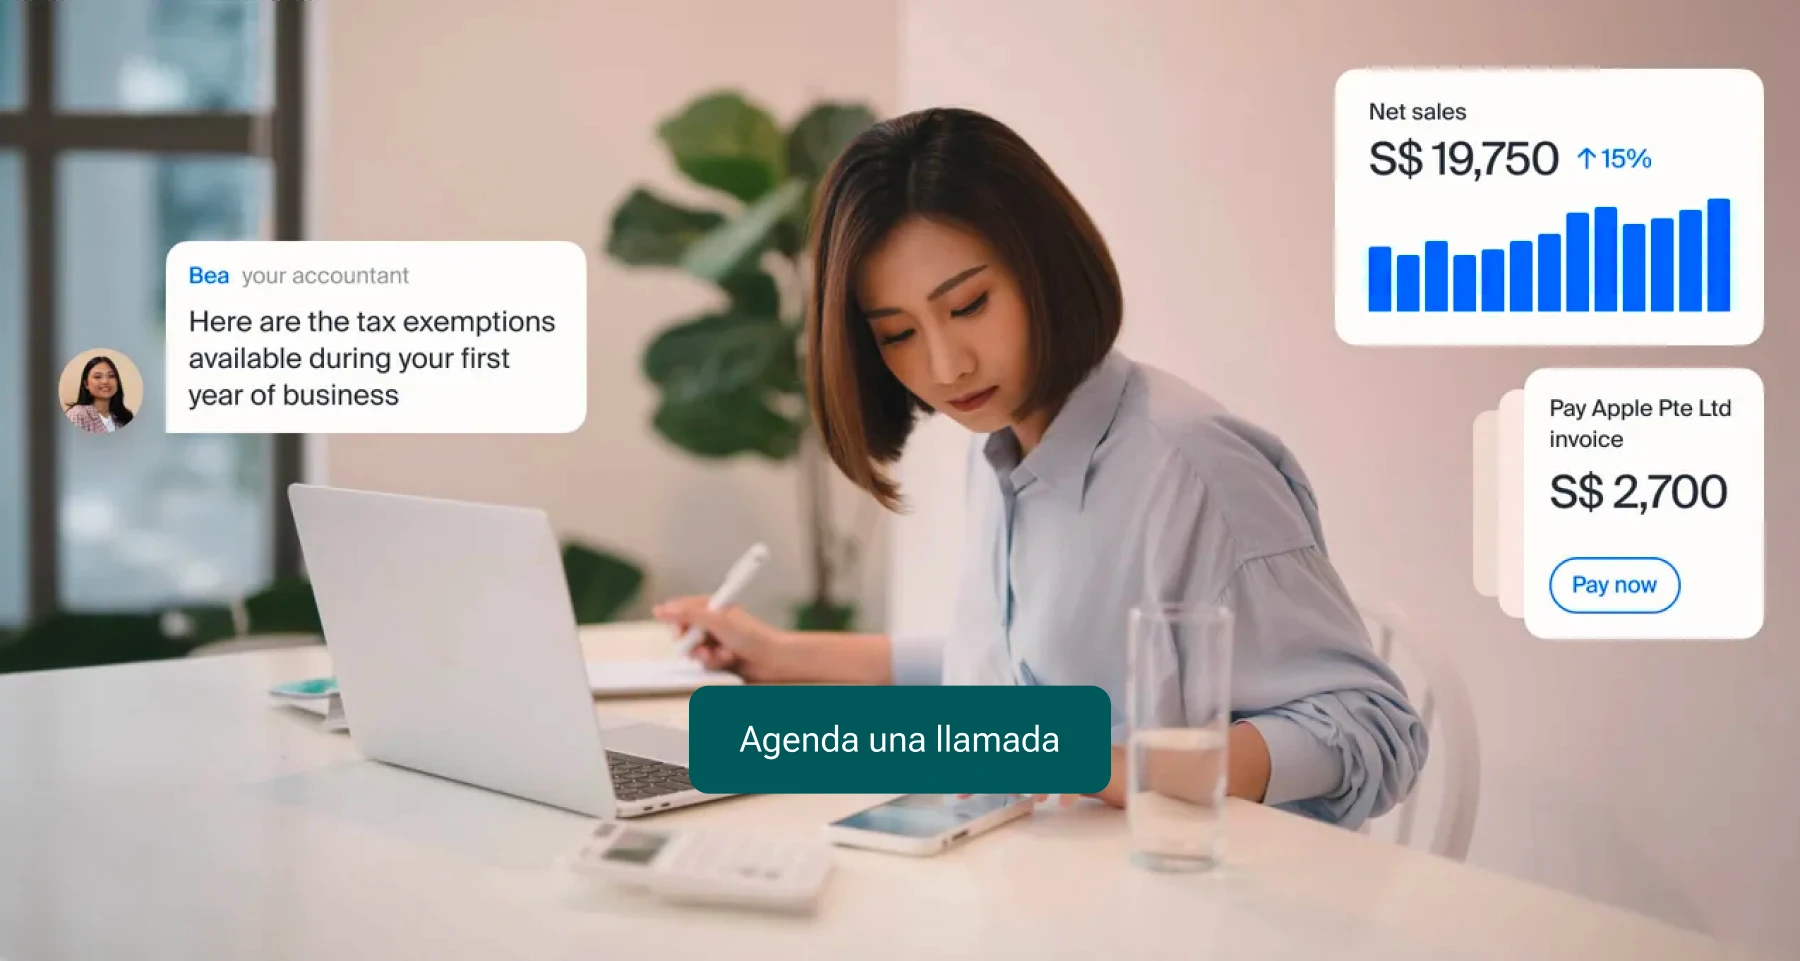 Bea your accountant
Here are the tax exemptions
available during your first
year of business
Net sales
S$ 19,750 ↑15%
Pay Apple Pte Ltd
invoice
S$ 2,700
Pay now
Agenda una llamada